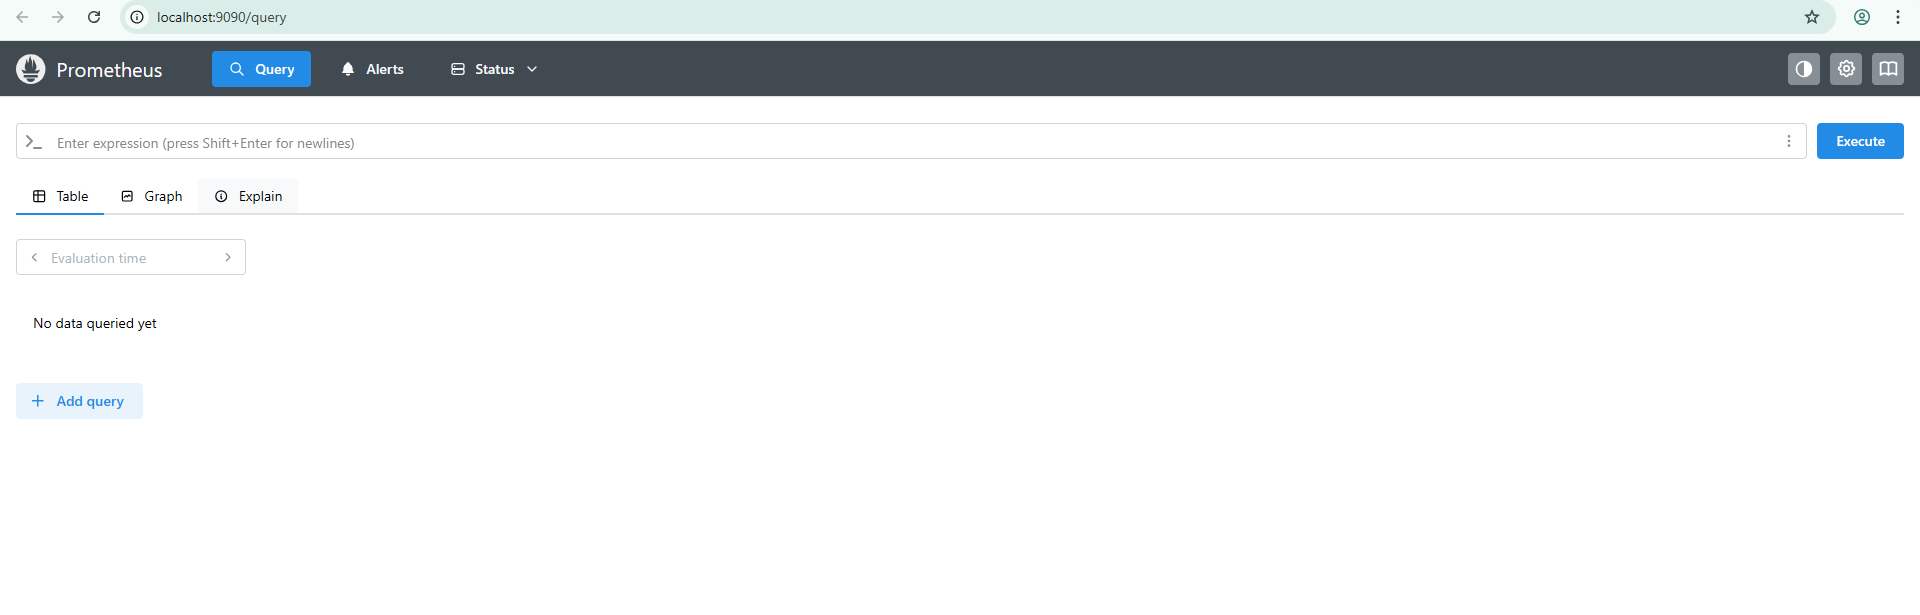 localhost:9090/query
Prometheus Query Alerts Status
Enter expression (press Shift+Enter for newlines) Execute
Table Graph Explain
Evaluation time
No data queried yet
Add query